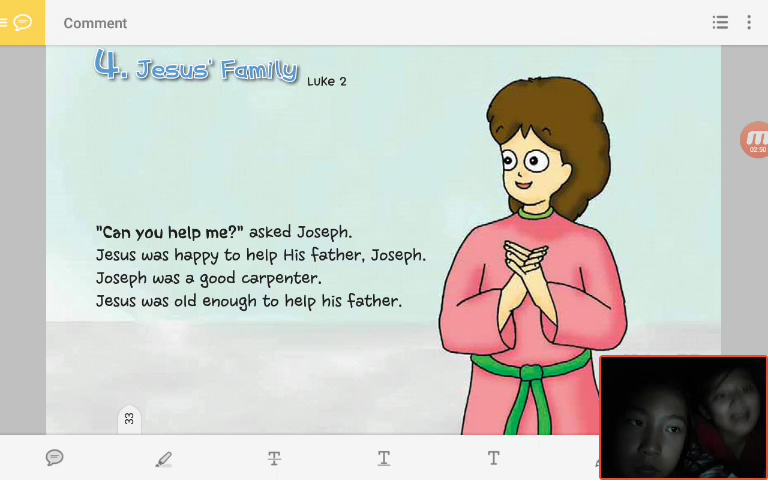 Comment
4. Jesus' Family
Luke 2
"Can you help me?" asked Joseph.
Jesus was happy to help His father, Joseph.
Joseph was a good carpenter.
Jesus was old enough to help his father.
33
02:50